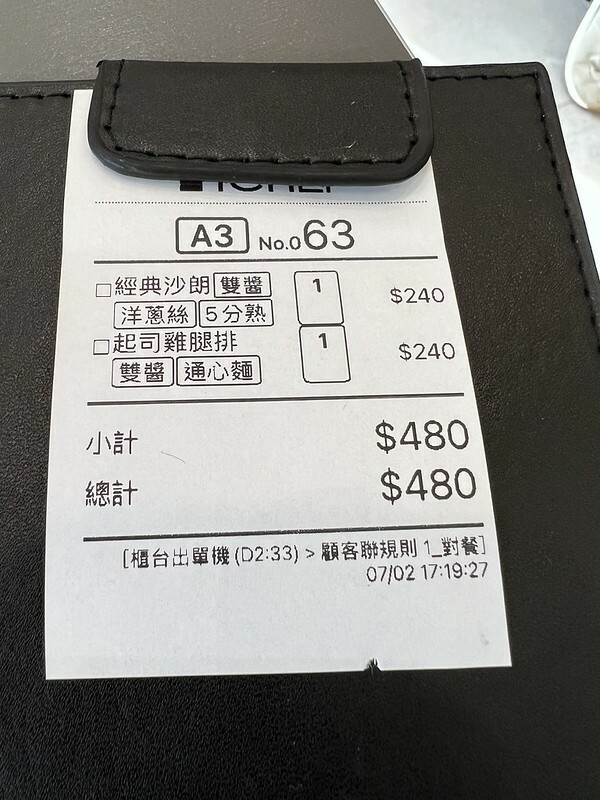 A3 No.063
□經典沙朗 雙醬 1 $240
洋蔥絲 5分熟
□起司雞腿排 1 $240
雙醬 通心麵
小計 $480
總計 $480
[櫃台出單機(D2:33) > 顧客聯規則 1_對餐]
07/02 17:19:27